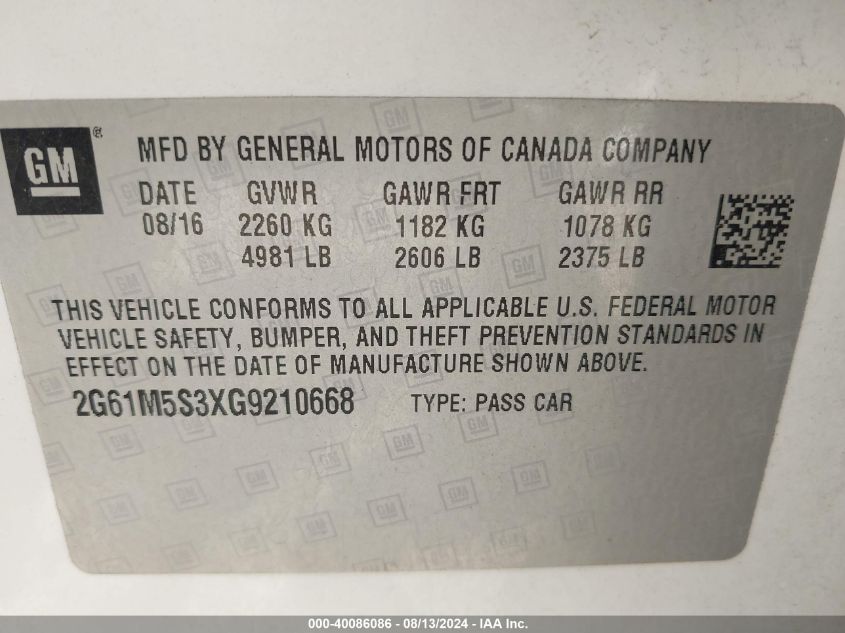 GM ®
MFD BY GENERAL MOTORS OF CANADA COMPANY
DATE GVWR GAWR FRT GAWR RR
08/16 2260 KG 1182 KG 1078 KG
4981 LB 2606 LB 2375 LB
THIS VEHICLE CONFORMS TO ALL APPLICABLE U.S. FEDERAL MOTOR
VEHICLE SAFETY, BUMPER, AND THEFT PREVENTION STANDARDS IN
EFFECT ON THE DATE OF MANUFACTURE SHOWN ABOVE.
2G61M5S3XG9210668 TYPE: PASS CAR
000-40086086 - 08/13/2024 - IAA Inc.